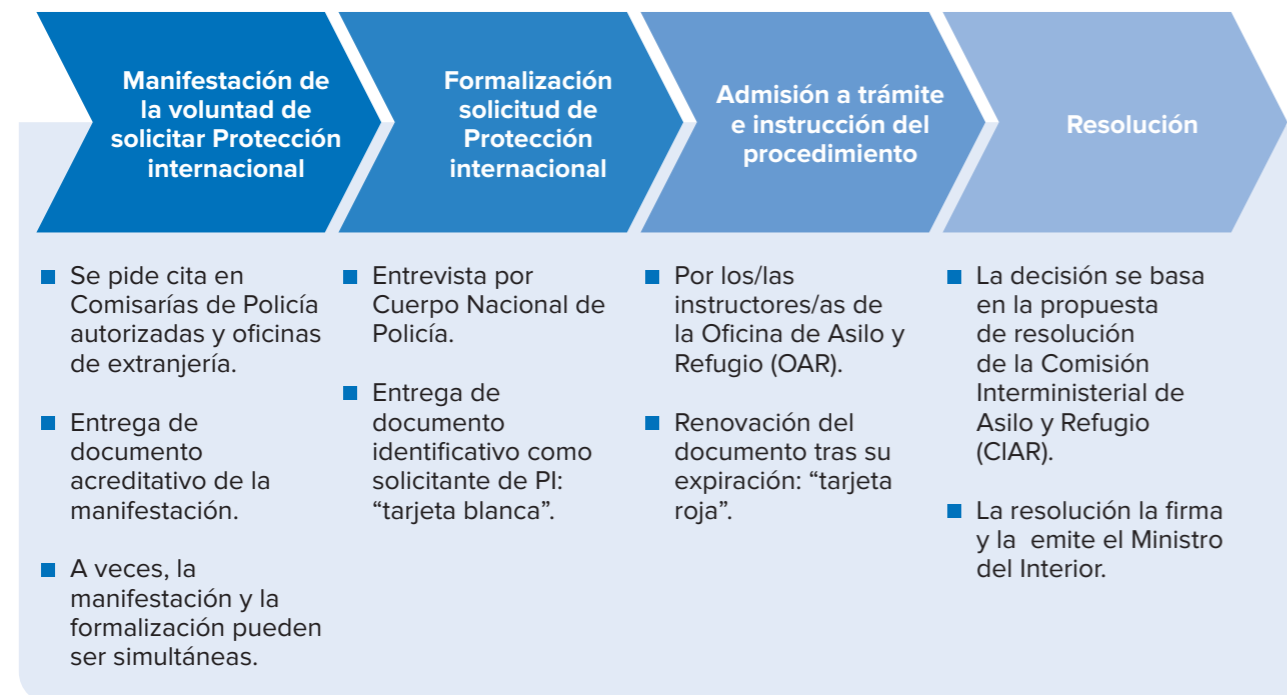 Manifestación de
la voluntad de
solicitar Protección
internacional
Formalización
solicitud de
Protección
internacional
Admisión a trámite
e instrucción del
procedimiento
Resolución
Se pide cita en
Comisarías de Policía
autorizadas y oficinas
de extranjería.
Entrega de
documento
acreditativo de la
manifestación.
A veces, la
manifestación y la
formalización pueden
ser simultáneas.
Entrevista por
Cuerpo Nacional de
Policía.
Entrega de
documento
identificativo como
solicitante de PI:
“tarjeta blanca”.
Por los/las
instructores/as de
la Oficina de Asilo y
Refugio (OAR).
Renovación del
documento tras su
expiración: “tarjeta
roja”.
La decisión se basa
en la propuesta
de resolución
de la Comisión
Interministerial de
Asilo y Refugio
(CIAR).
La resolución la firma
y la emite el Ministro
del Interior.